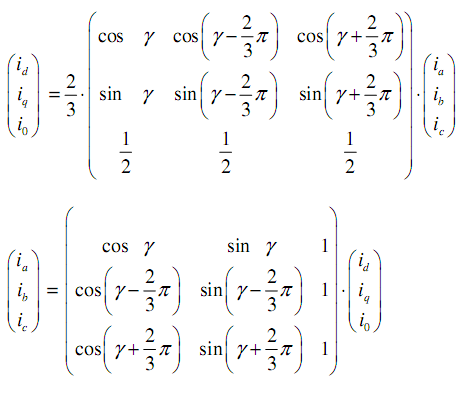 (i_d i_q i_0) = 2/3 · (cos γ cos(γ − 2/3 π) cos(γ + 2/3 π)
sin γ sin(γ − 2/3 π) sin(γ + 2/3 π)
1/2 1/2 1/2) · (i_a i_b i_c)
(i_a i_b i_c) = (cos γ sin γ 1
cos(γ − 2/3 π) sin(γ − 2/3 π) 1
cos(γ + 2/3 π) sin(γ + 2/3 π) 1) · (i_d i_q i_0)